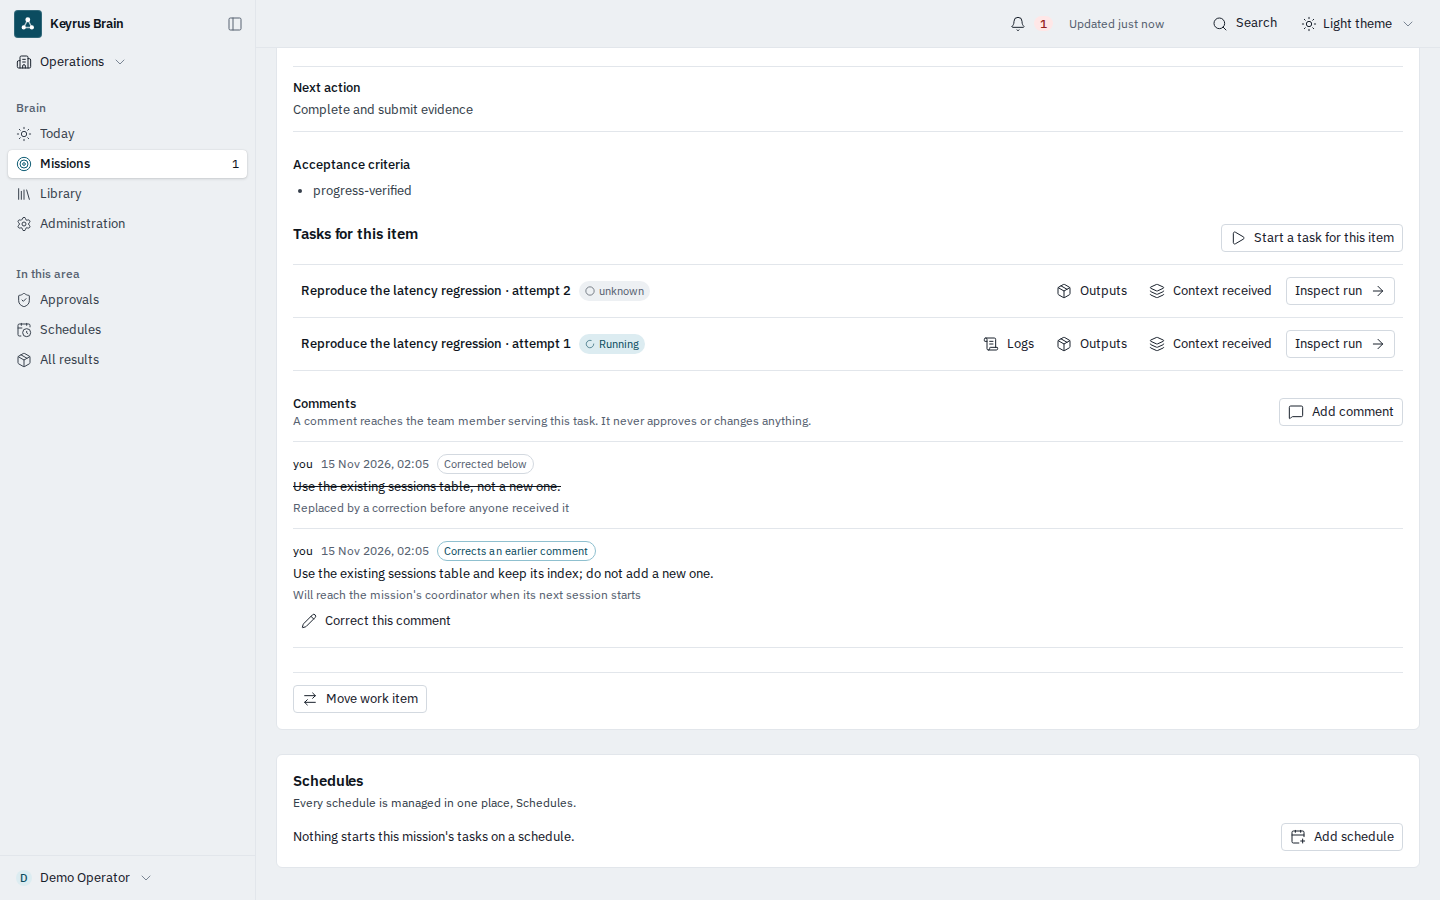 Keyrus Brain
1
Updated just now
Search
Light theme
Operations
Brain
Today
Missions
1
Library
Administration
In this area
Approvals
Schedules
All results
Demo Operator
D
Next action
Complete and submit evidence
Acceptance criteria
progress-verified
Tasks for this item
Start a task for this item
Reproduce the latency regression · attempt 2
unknown
Outputs
Context received
Inspect run
Reproduce the latency regression · attempt 1
Running
Logs
Outputs
Context received
Inspect run
Comments
A comment reaches the team member serving this task. It never approves or changes anything.
Add comment
you 15 Nov 2026, 02:05 Corrected below
Use the existing sessions table, not a new one.
Replaced by a correction before anyone received it
you 15 Nov 2026, 02:05 Corrects an earlier comment
Use the existing sessions table and keep its index; do not add a new one.
Will reach the mission's coordinator when its next session starts
Correct this comment
Move work item
Schedules
Every schedule is managed in one place, Schedules.
Nothing starts this mission's tasks on a schedule.
Add schedule